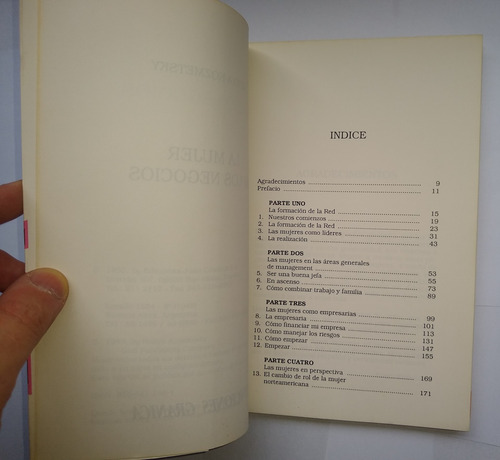 INDICE
Agradecimientos 9
Prefacio 11
PARTE UNO
La formación de la Red 15
1. Nuestros comienzos 19
2. La formación de la Red 23
3. Las mujeres como líderes 31
4. La realización 43
PARTE DOS
Las mujeres en las áreas generales
de management 53
5. Ser una buena jefa 55
6. En ascenso 73
7. Cómo combinar trabajo y familia 89
PARTE TRES
Las mujeres como empresarias 99
8. La empresaria 101
9. Cómo financiar mi empresa 113
10. Cómo manejar los riesgos 131
11. Cómo empezar 147
12. Empezar 155
PARTE CUATRO
Las mujeres en perspectiva 169
13. El cambio de rol de la mujer
norteamericana 171